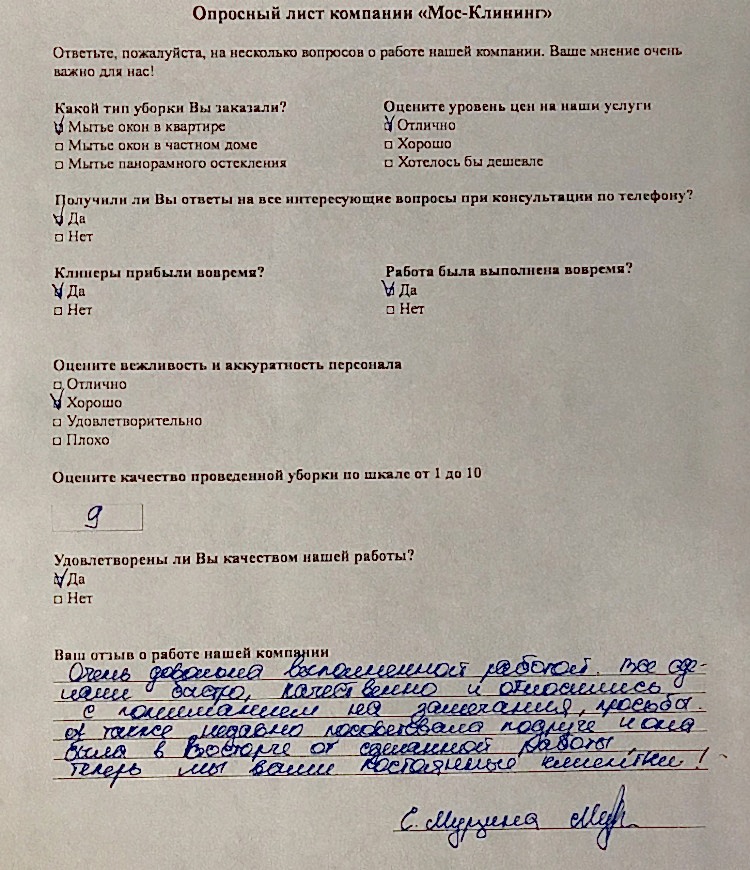 Опросный лист компании «Мос-Клининг»
Ответьте, пожалуйста, на несколько вопросов о работе нашей компании. Ваше мнение очень
важно для нас!
Какой тип уборки Вы заказали?
Мытье окон в квартире
Мытье окон в частном доме
Мытье панорамного остекления
Оцените уровень цен на наши услуги
Отлично
Хорошо
Хотелось бы дешевле
Получили ли Вы ответы на все интересующие вопросы при консультации по телефону?
Да
Нет
Клинеры прибыли вовремя?
Да
Нет
Работа была выполнена вовремя?
Да
Нет
Оцените вежливость и аккуратность персонала
Отлично
Хорошо
Удовлетворительно
Плохо
Оцените качество проведенной уборки по шкале от 1 до 10
9
Удовлетворены ли Вы качеством нашей работы?
Да
Нет
Ваш отзыв о работе нашей компании
Очень довольна выполненной работой. Все сде-
лали быстро, качественно и относились
с пониманием на замечания, просьбы.
А также недавно посоветовала подруге и она
была в восторге от сделанной работы,
теперь мы ваши постоянные клиентки!
С. Мущина